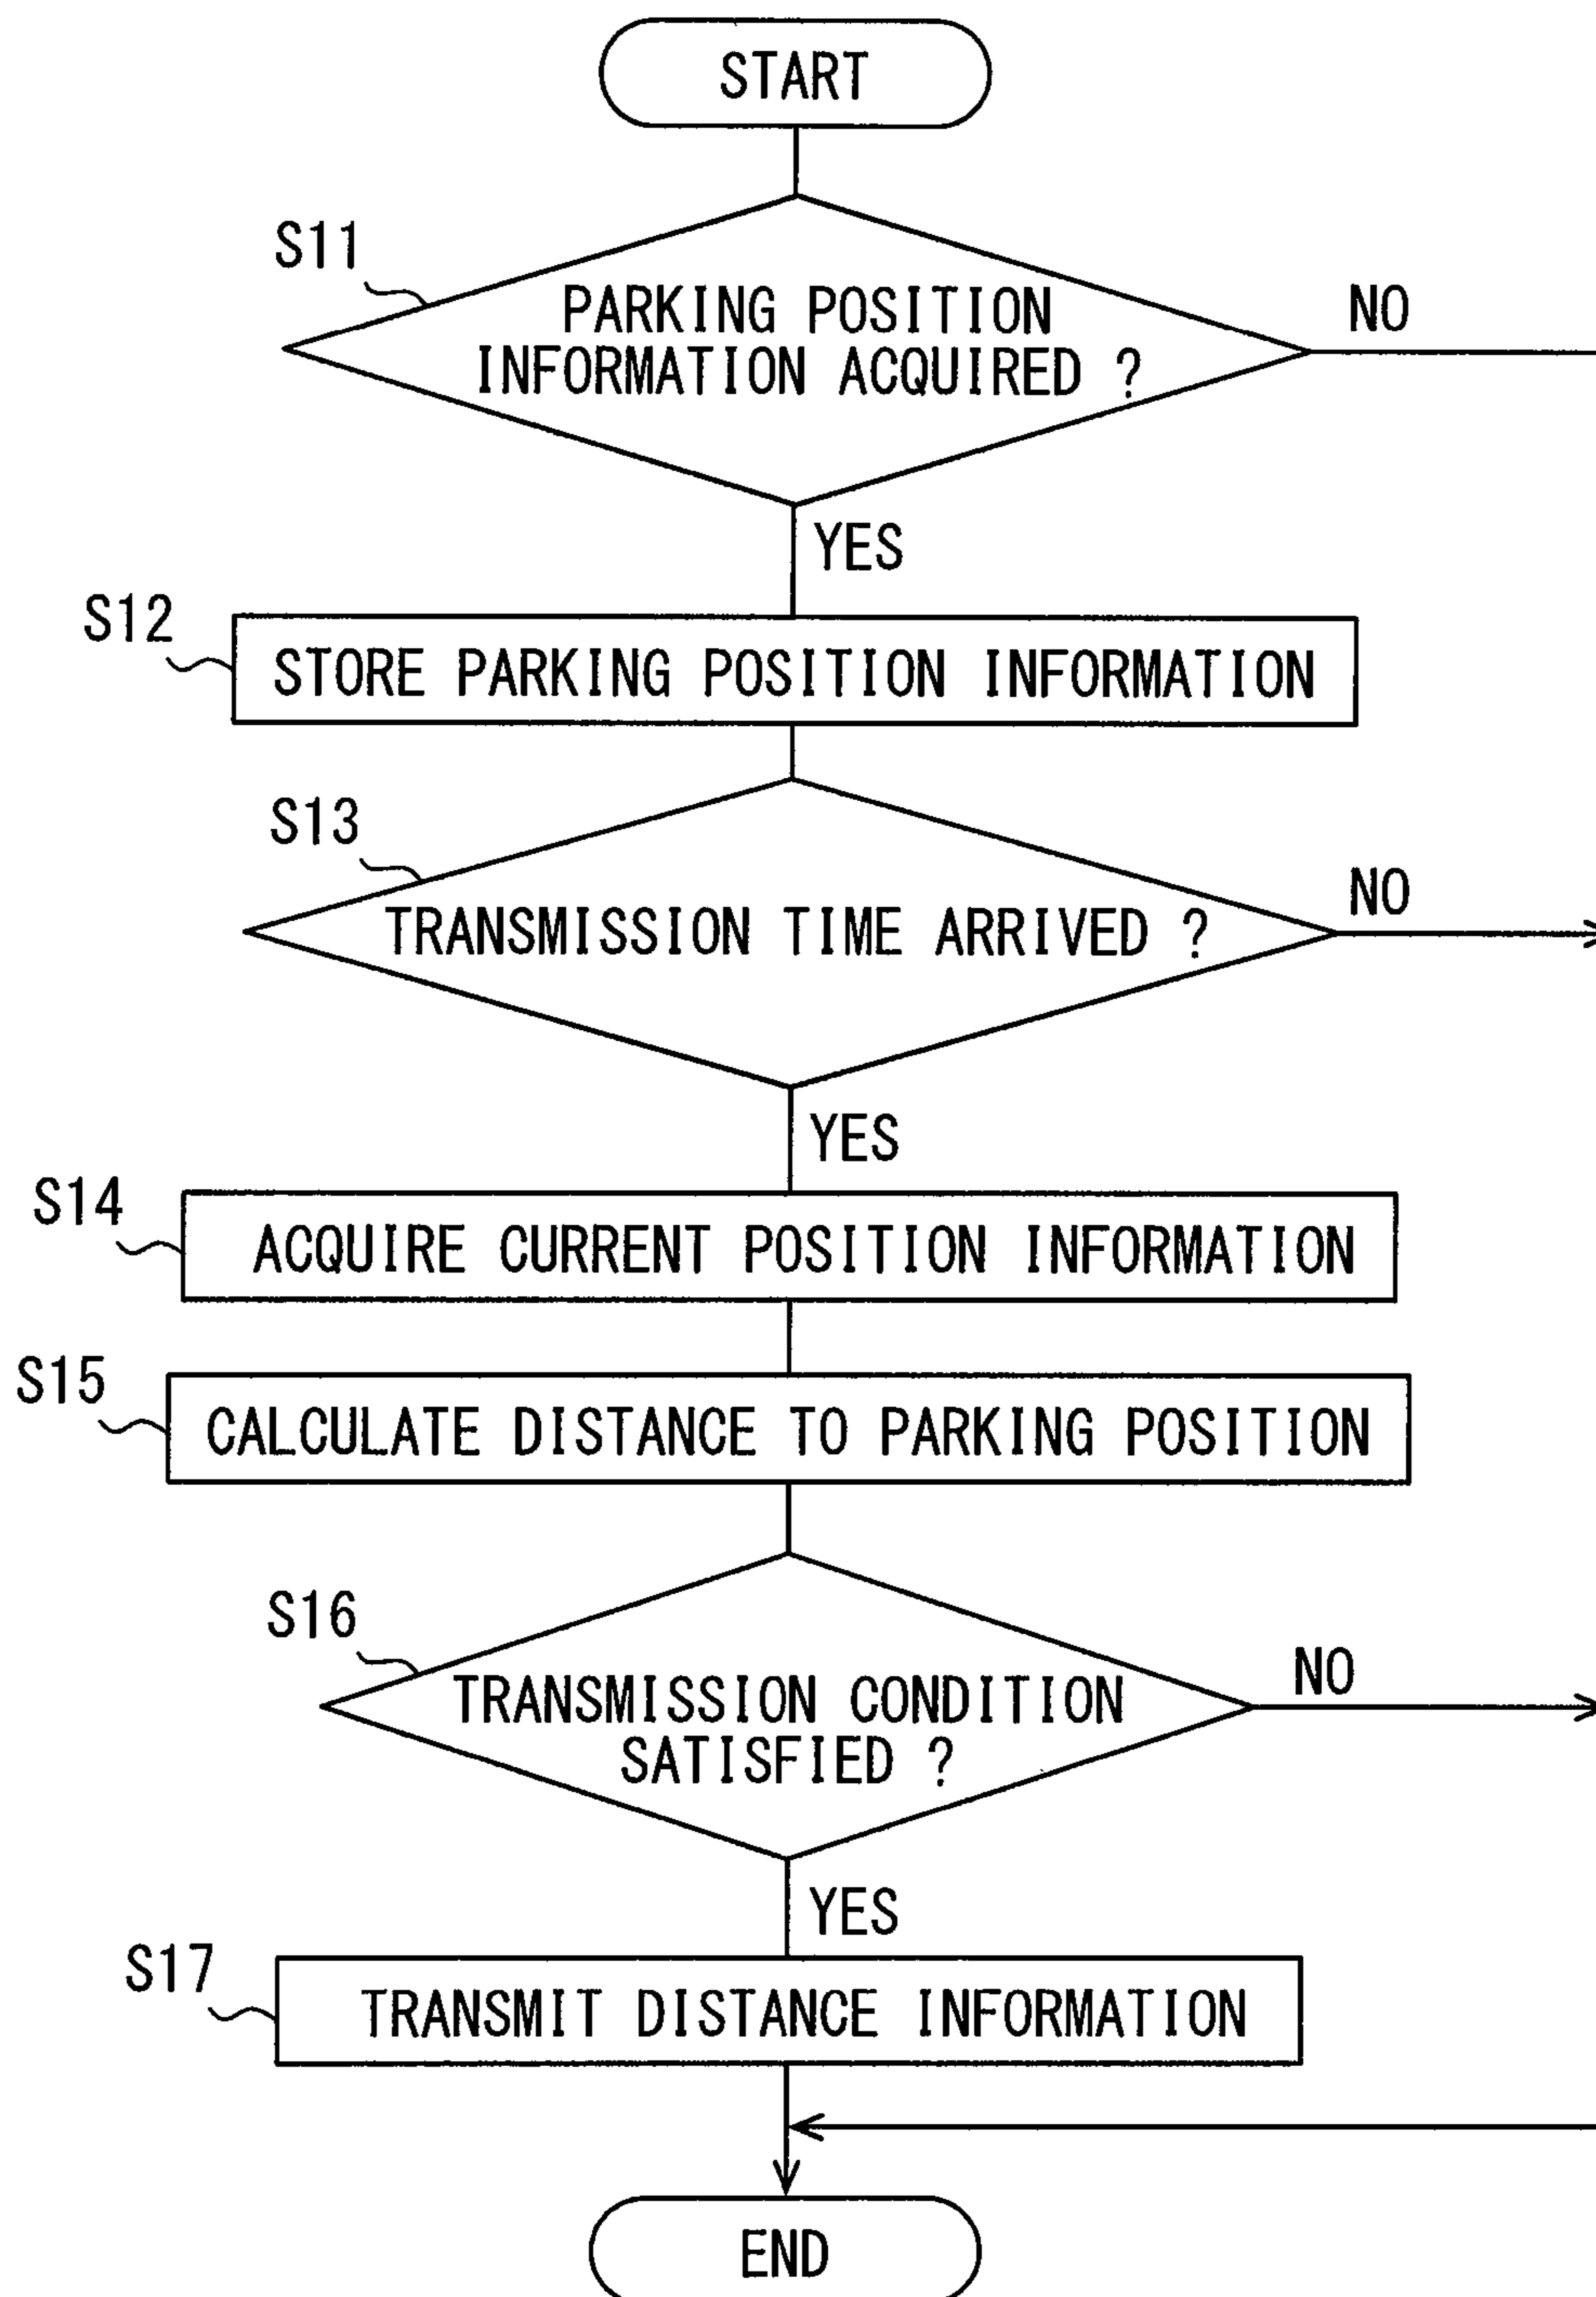 START
S11
PARKING POSITION
INFORMATION ACQUIRED ?
NO
YES
S12
STORE PARKING POSITION INFORMATION
S13
TRANSMISSION TIME ARRIVED ?
NO
YES
S14
ACQUIRE CURRENT POSITION INFORMATION
S15
CALCULATE DISTANCE TO PARKING POSITION
S16
TRANSMISSION CONDITION
SATISFIED ?
NO
YES
S17
TRANSMIT DISTANCE INFORMATION
END